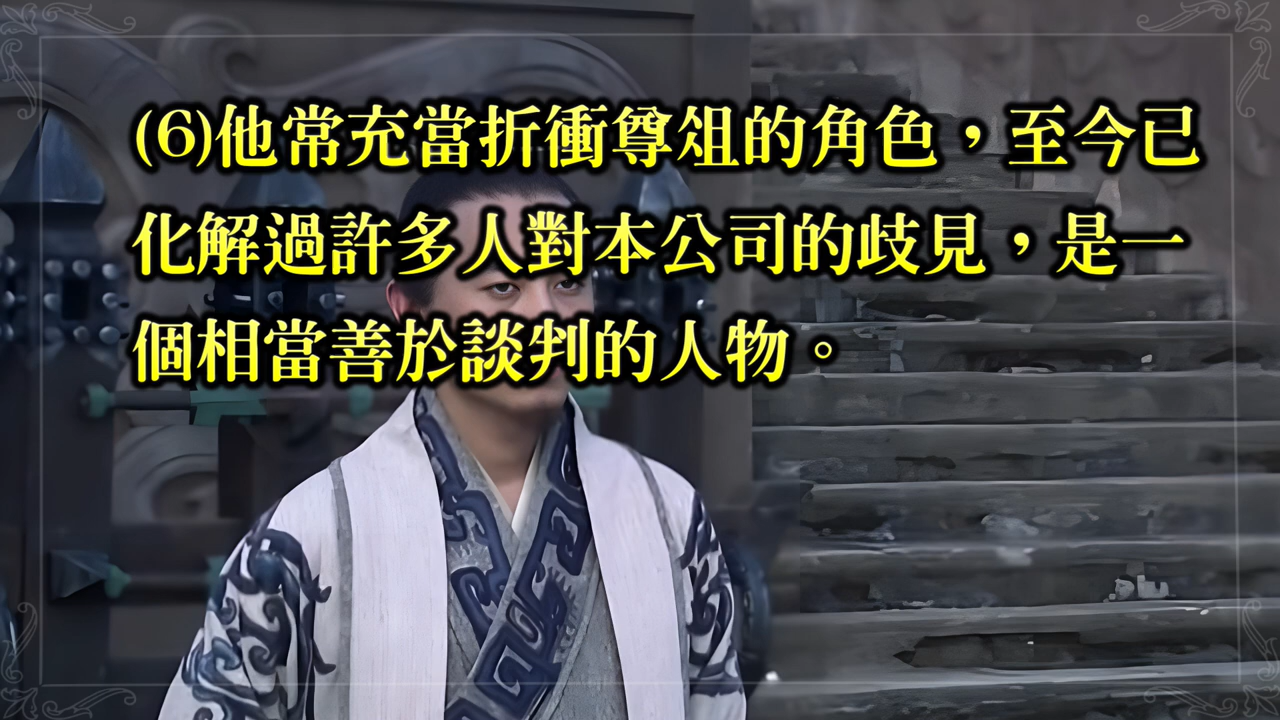 (6)他常充當折衝尊俎的角色，至今已
化解過許多人對本公司的歧見，是一
個相當善於談判的人物。